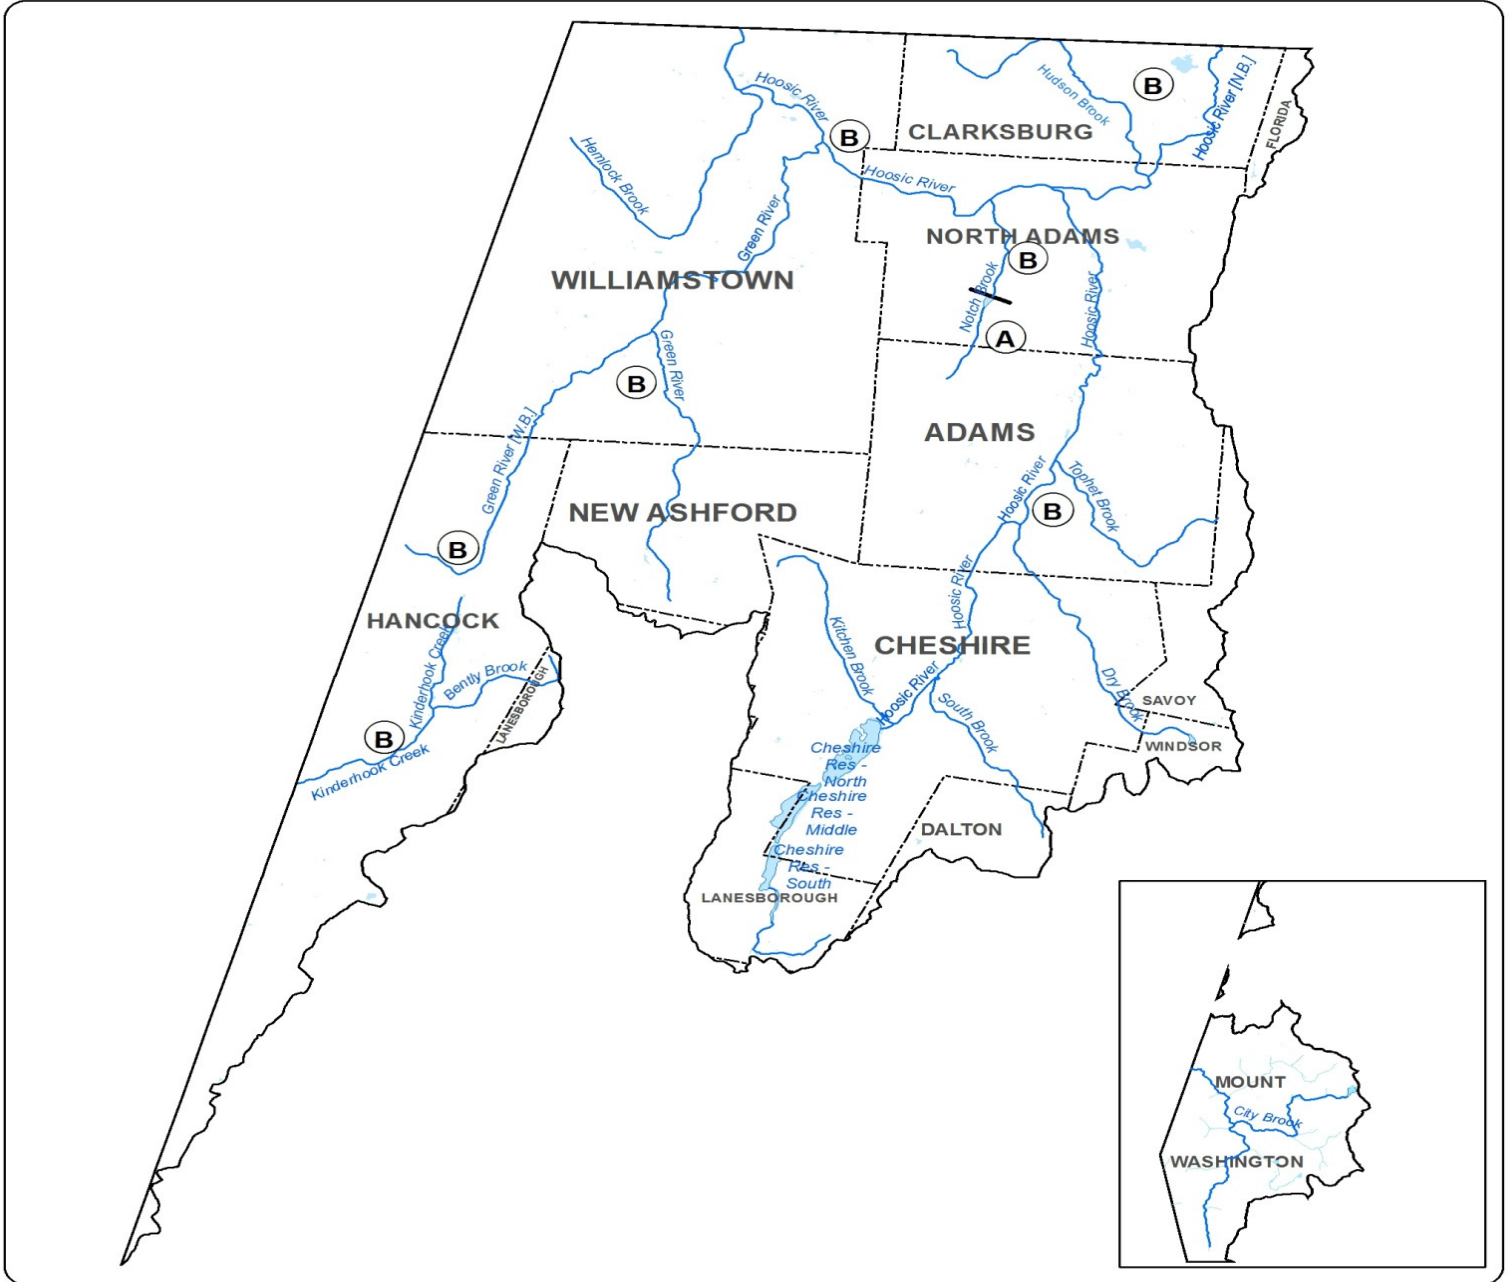 Hoosic River
Hudson Brook
B
Hoosic River [N.B.]
FLORIDA
B
CLARKSBURG
Hemlock Brook
Hoosic River
Green River
NORTH ADAMS
B
WILLIAMSTOWN
Notch Brook
Hoosic River
A
Green River
B
ADAMS
Green River [W.B.]
Hoosic River
Tophet Brook
B
NEW ASHFORD
B
Hoosic River
HANCOCK
Kitchen Brook
CHESHIRE
Kinderhook Creek
Bently Brook
LANESBOROUGH
Hoosic River
Dry Brook
SAVOY
South Brook
B
WINDSOR
Kinderhook Creek
Cheshire
Res -
North
Cheshire
Res -
Middle
DALTON
Cheshire
Res -
South
LANESBOROUGH
MOUNT
City Brook
WASHINGTON